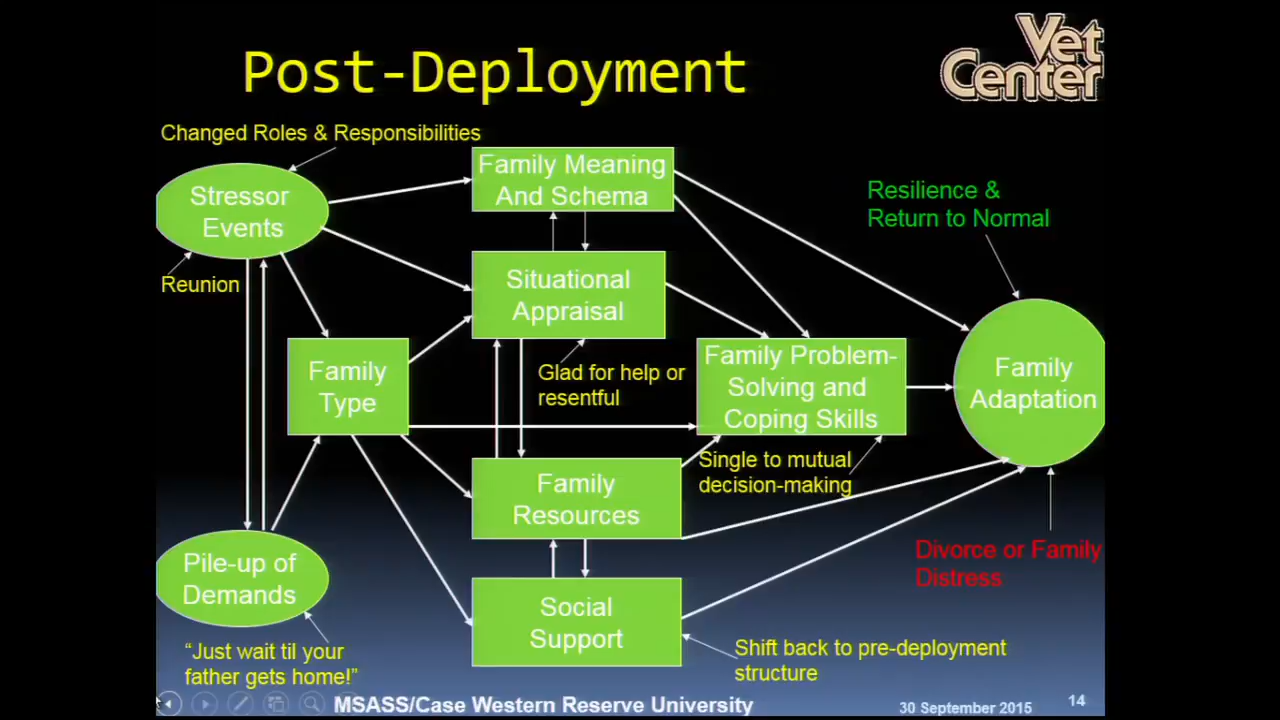 Post-Deployment
Vet
Center
Changed Roles & Responsibilities
Stressor
Events
Reunion
Family Meaning
And Schema
Resilience &
Return to Normal
Situational
Appraisal
Glad for help or
resentful
Family
Type
Family Problem-
Solving and
Coping Skills
Family
Adaptation
Single to mutual
decision-making
Family
Resources
Divorce or Family
Distress
Pile-up of
Demands
Social
Support
"Just wait til your
father gets home!"
Shift back to pre-deployment
structure
MSASS/Case Western Reserve University
30 September 2015
14